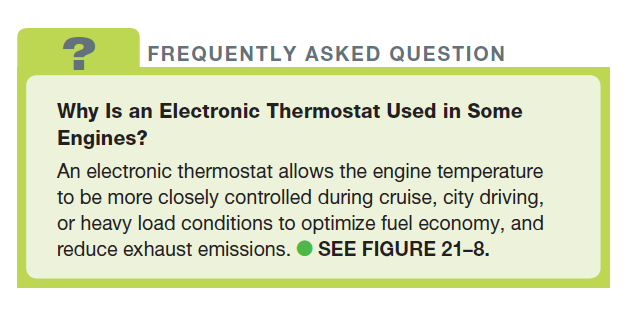 ?
FREQUENTLY ASKED QUESTION
Why Is an Electronic Thermostat Used in Some
Engines?
An electronic thermostat allows the engine temperature
to be more closely controlled during cruise, city driving,
or heavy load conditions to optimize fuel economy, and
reduce exhaust emissions. ● SEE FIGURE 21–8.